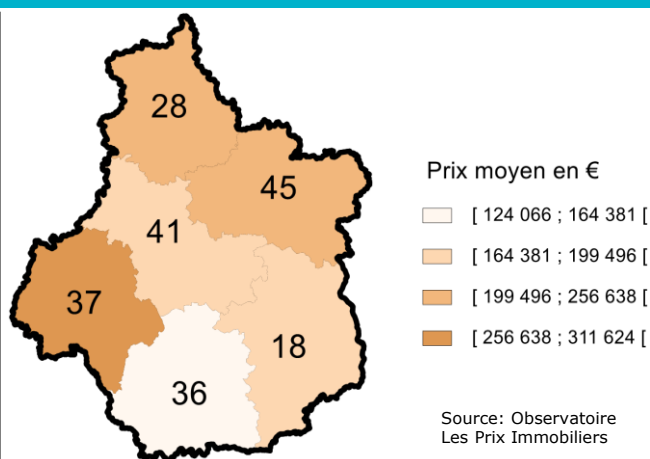 28
45
41
37
18
36
Prix moyen en €
[ 124 066 ; 164 381 [
[ 164 381 ; 199 496 [
[ 199 496 ; 256 638 [
[ 256 638 ; 311 624 [
Source: Observatoire
Les Prix Immobiliers